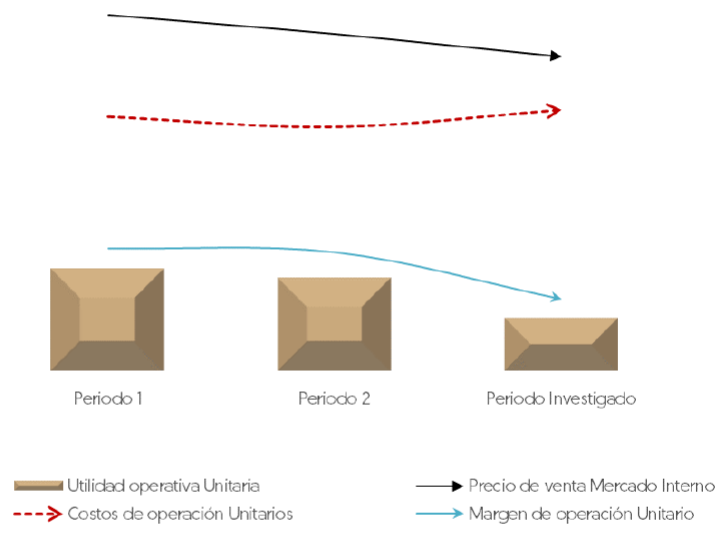 Periodo 1
Periodo 2
Periodo Investigado
Utilidad operativa Unitaria
Precio de venta Mercado Interno
Costos de operación Unitarios
Margen de operación Unitario